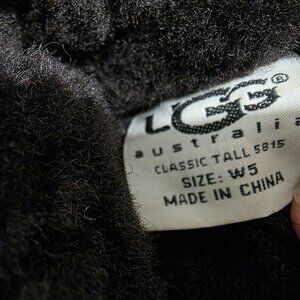 UGG®
australia
CLASSIC TALL 5815
SIZE: W5
MADE IN CHINA